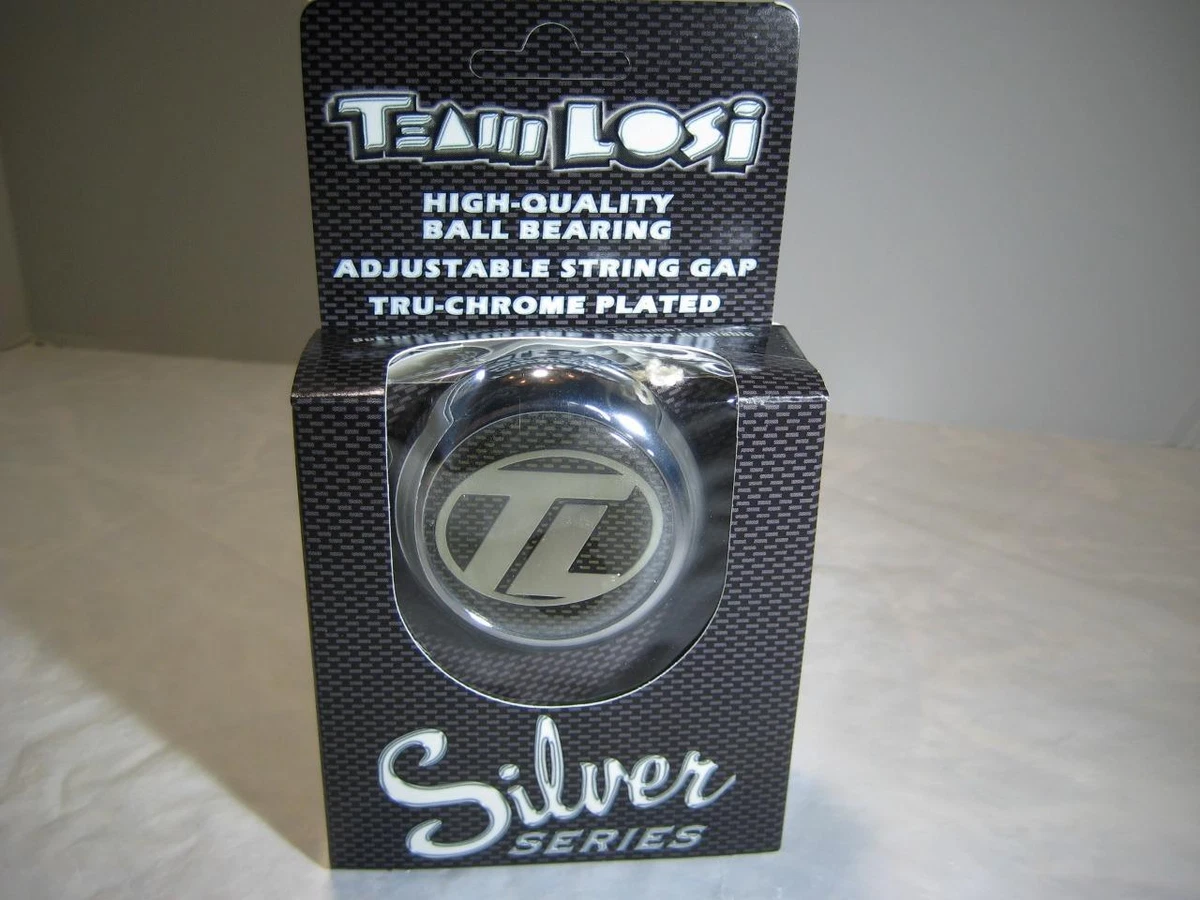 TEAM LOSI
HIGH-QUALITY
BALL BEARING
ADJUSTABLE STRING GAP
TRU-CHROME PLATED
TL
Silver
SERIES